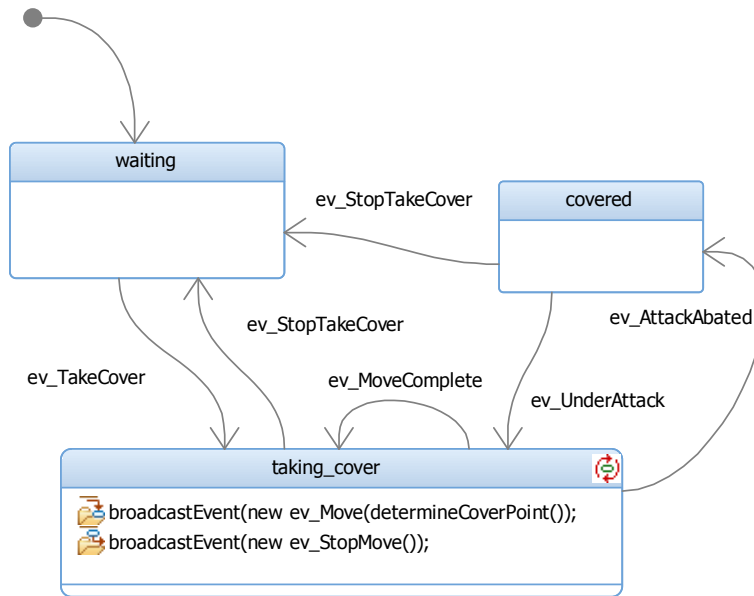 waiting
covered
ev_StopTakeCover
ev_AttackAbated
ev_StopTakeCover
ev_TakeCover
ev_MoveComplete
ev_UnderAttack
taking_cover
broadcastEvent(new ev_Move(determineCoverPoint());
broadcastEvent(new ev_StopMove());